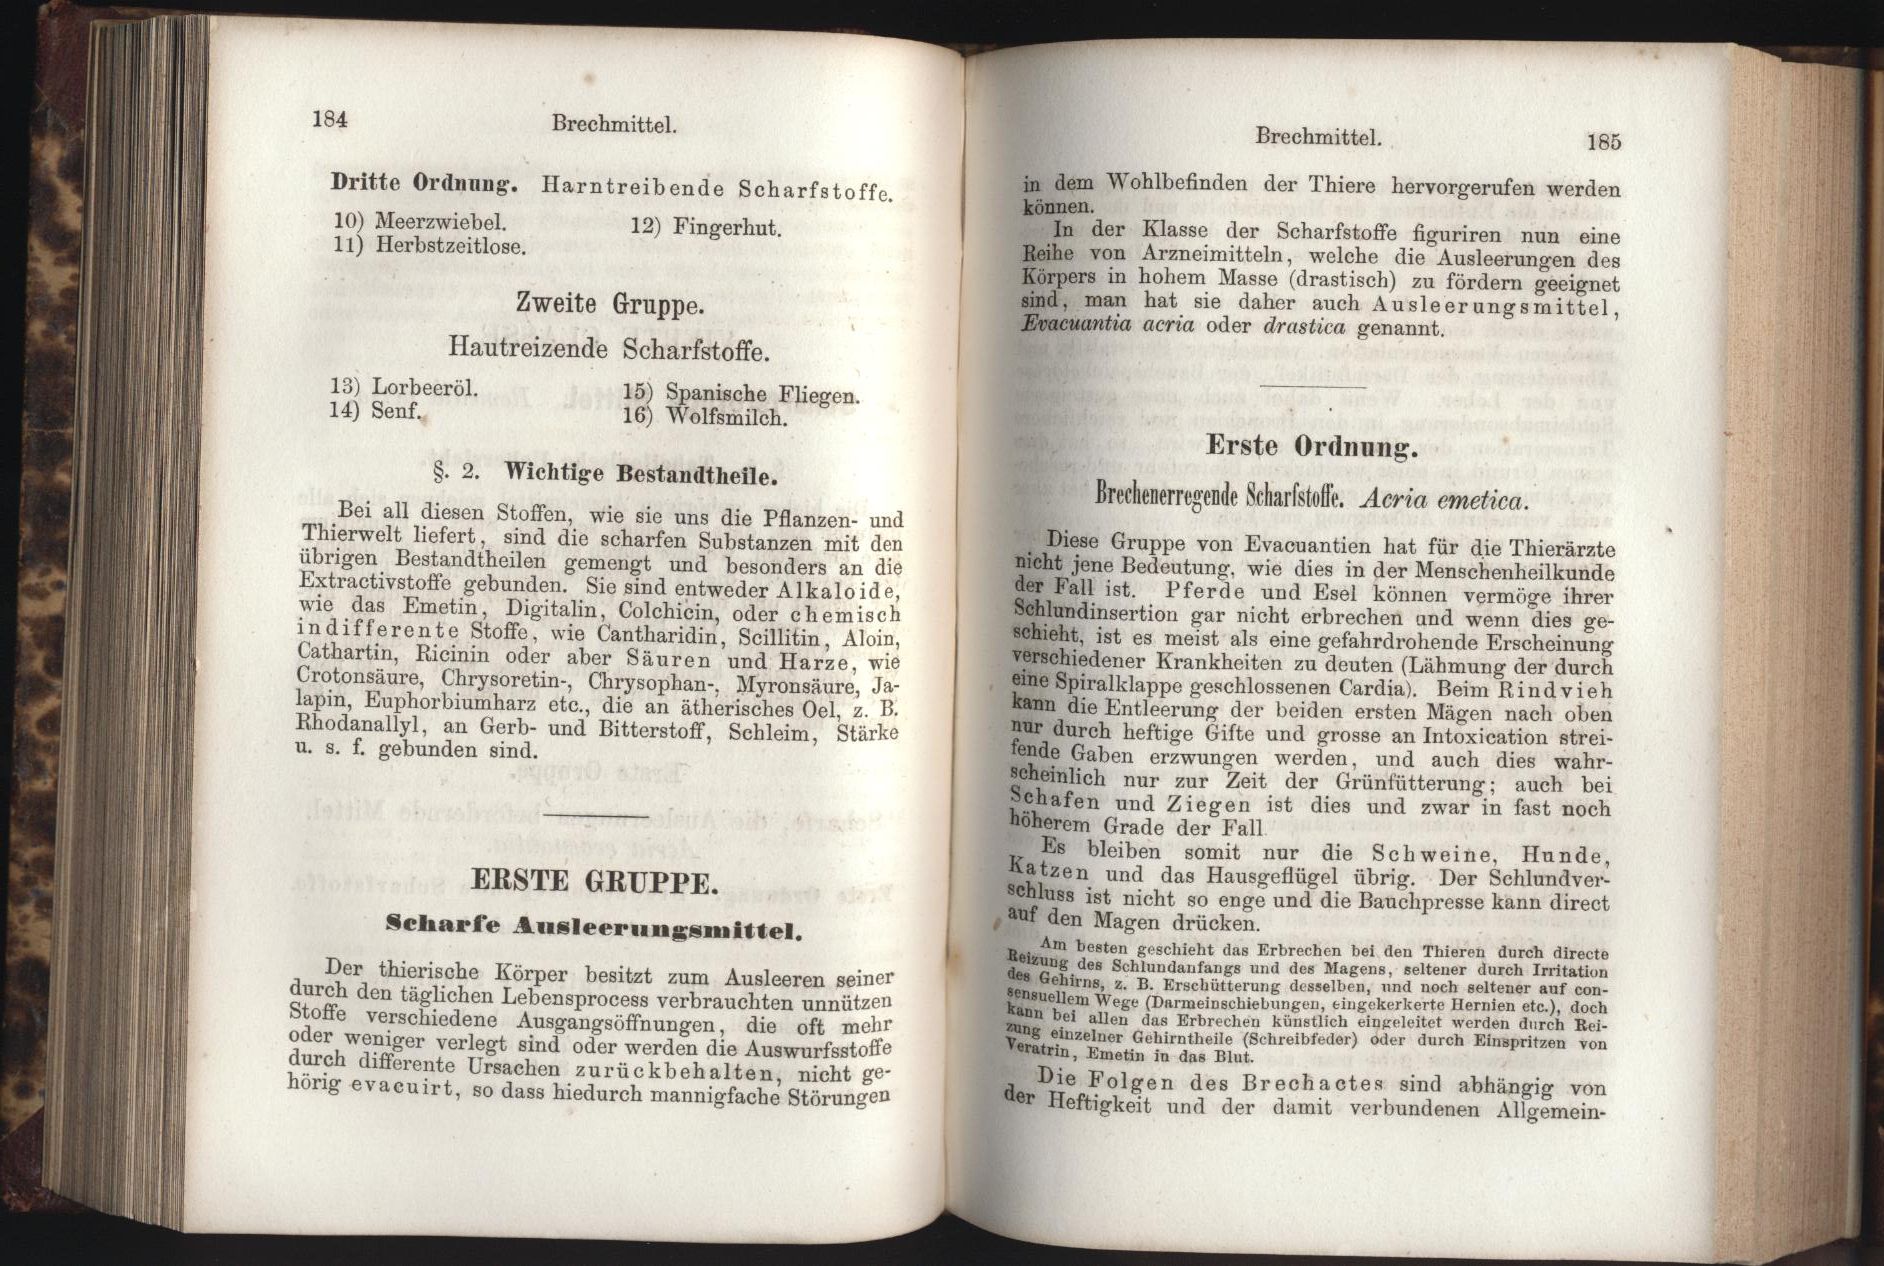 184
Brechmittel.
Dritte Ordnung. Harntreibende Scharfstoffe.
10) Meerzwiebel. 12) Fingerhut.
11) Herbstzeitlose.
Zweite Gruppe.
Hautreizende Scharfstoffe.
13) Lorbeeröl. 15) Spanische Fliegen.
14) Senf. 16) Wolfsmilch.
§. 2. Wichtige Bestandtheile.
Bei all diesen Stoffen, wie sie uns die Pflanzen- und
Thierwelt liefert, sind die scharfen Substanzen mit den
übrigen Bestandtheilen gemengt und besonders an die
Extractivstoffe gebunden. Sie sind entweder Alkaloide,
wie das Emetin, Digitalin, Colchicin, oder chemisch
indifferente Stoffe, wie Cantharidin, Scillitin, Aloin,
Cathartin, Ricinin oder aber Säuren und Harze, wie
Crotonsäure, Chrysoretin-, Chrysophan-, Myronsäure, Ja-
lapin, Euphorbiumharz etc., die an ätherisches Oel, z. B.
Rhodanallyl, an Gerb- und Bitterstoff, Schleim, Stärke
u. s. f. gebunden sind.
ERSTE GRUPPE.
Scharfe Ausleerungsmittel.
Der thierische Körper besitzt zum Ausleeren seiner
durch den täglichen Lebensprocess verbrauchten unnützen
Stoffe verschiedene Ausgangsöffnungen, die oft mehr
oder weniger verlegt sind oder werden die Auswurfsstoffe
durch differente Ursachen zurückbehalten, nicht ge-
hörig evacuirt, so dass hiedurch mannigfache Störungen
Brechmittel.
185
in dem Wohlbefinden der Thiere hervorgerufen werden
können.
In der Klasse der Scharfstoffe figuriren nun eine
Reihe von Arzneimitteln, welche die Ausleerungen des
Körpers in hohem Masse (drastisch) zu fördern geeignet
sind, man hat sie daher auch Ausleerungsmittel,
Evacuantia acria oder drastica genannt.
Erste Ordnung.
Brechenerregende Scharfstoffe. Acria emetica.
Diese Gruppe von Evacuantien hat für die Thierärzte
nicht jene Bedeutung, wie dies in der Menschenheilkunde
der Fall ist. Pferde und Esel können vermöge ihrer
Schlundinsertion gar nicht erbrechen und wenn dies ge-
schieht, ist es meist als eine gefahrdrohende Erscheinung
verschiedener Krankheiten zu deuten (Lähmung der durch
eine Spiralklappe geschlossenen Cardia). Beim Rindvieh
kann die Entleerung der beiden ersten Mägen nach oben
nur durch heftige Gifte und grosse an Intoxication strei-
fende Gaben erzwungen werden, und auch dies wahr-
scheinlich nur zur Zeit der Grünfütterung; auch bei
Schafen und Ziegen ist dies und zwar in fast noch
höherem Grade der Fall
Es bleiben somit nur die Schweine, Hunde,
Katzen und das Hausgeflügel übrig. Der Schlundver-
schluss ist nicht so enge und die Bauchpresse kann direct
auf den Magen drücken.
Am besten geschieht das Erbrechen bei den Thieren durch directe
Reizung des Schlundanfangs und des Magens, seltener durch Irritation
des Gehirns, z. B. Erschütterung desselben, und noch seltener auf con-
sensuellem Wege (Darmeinschiebungen, eingekerkerte Hernien etc.), doch
kann bei allen das Erbrechen künstlich eingeleitet werden durch Rei-
zung einzelner Gehirntheile (Schreibfeder) oder durch Einspritzen von
Veratrin, Emetin in das Blut.
Die Folgen des Brechactes sind abhängig von
der Heftigkeit und der damit verbundenen Allgemein-